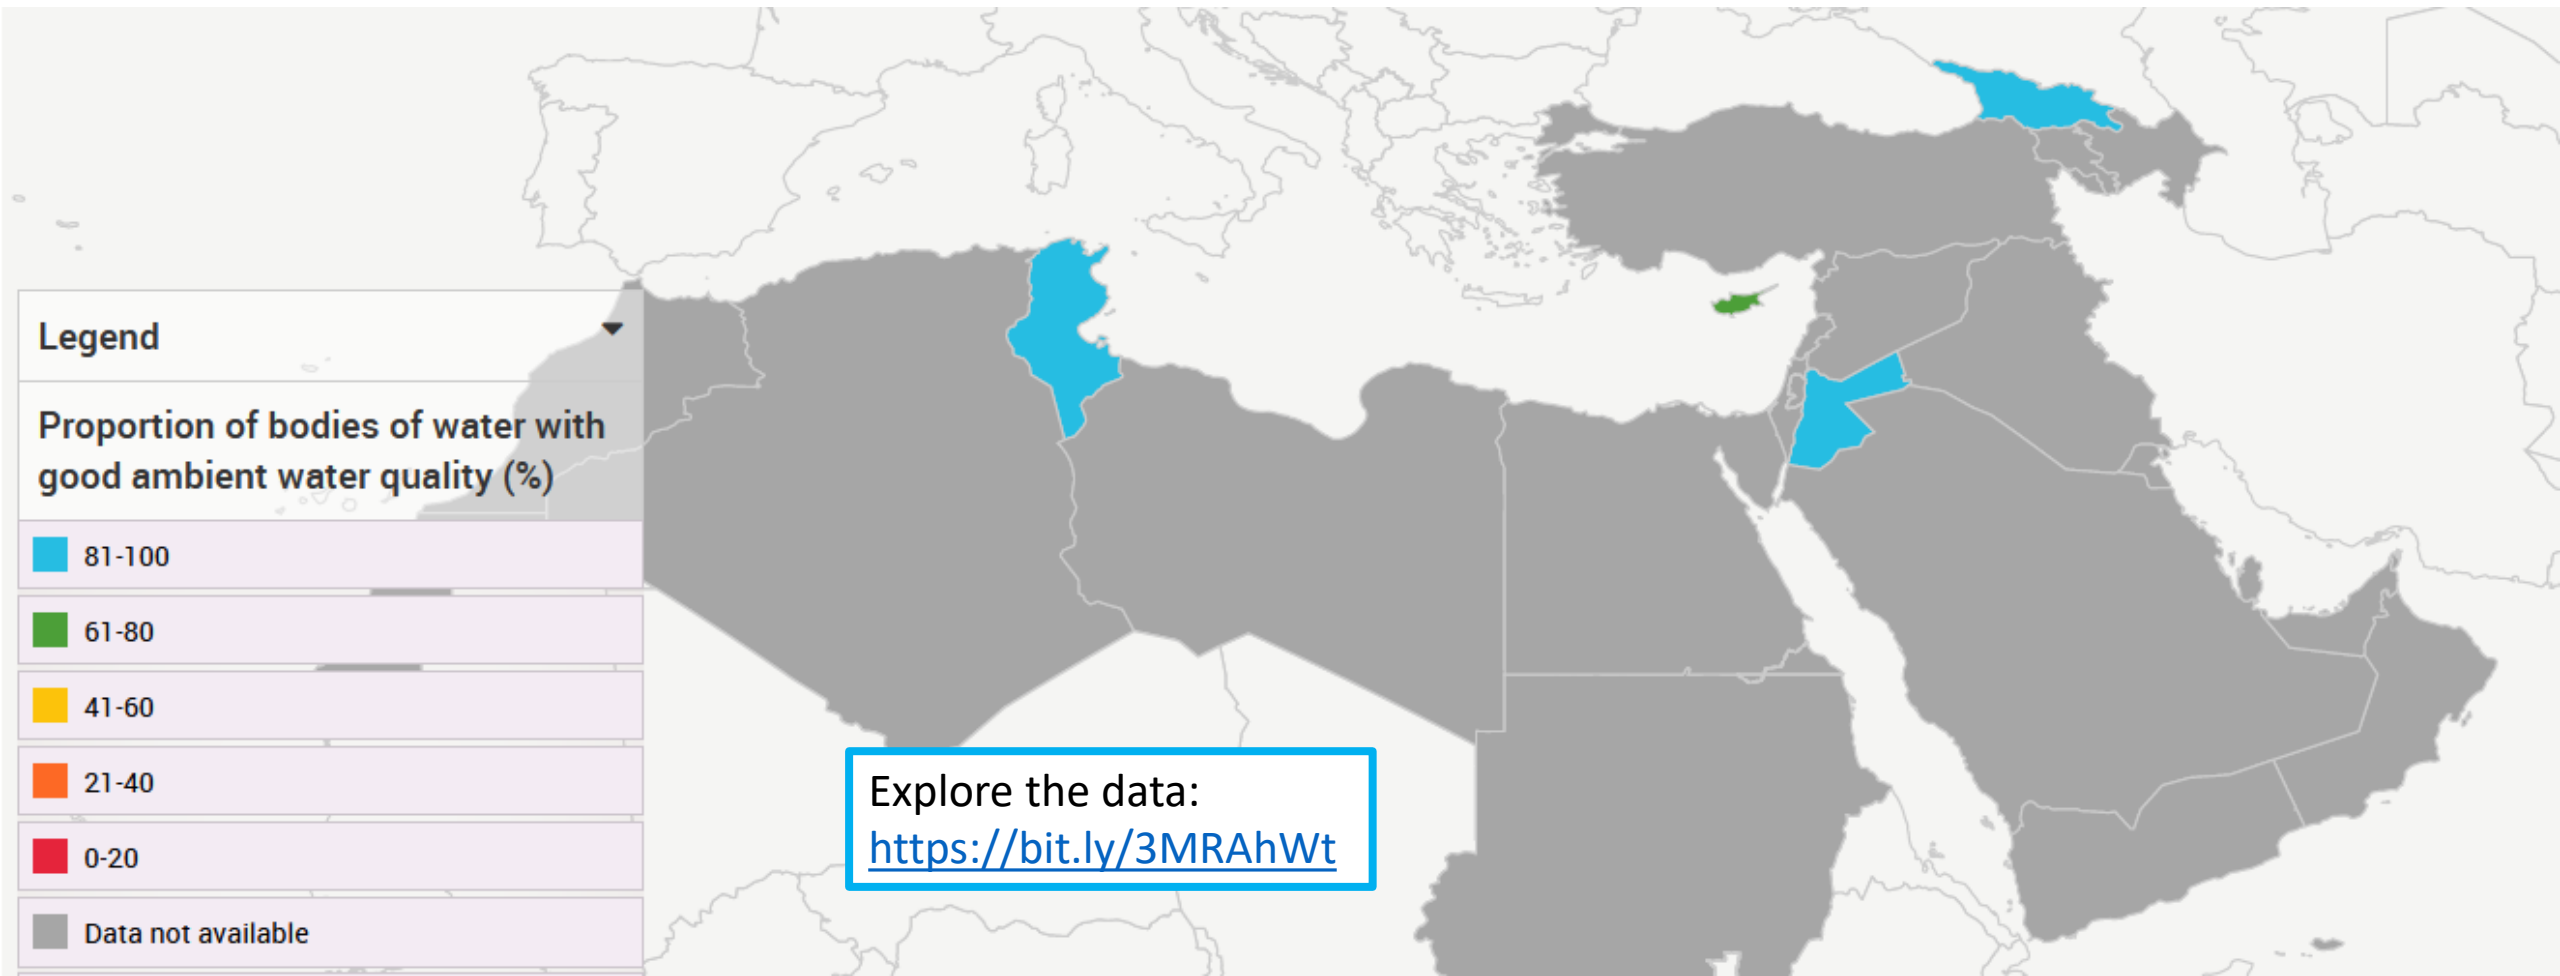 Legend
Proportion of bodies of water with
good ambient water quality (%)
81-100
61-80
41-60
21-40
0-20
Data not available
Explore the data:
https://bit.ly/3MRAhWt